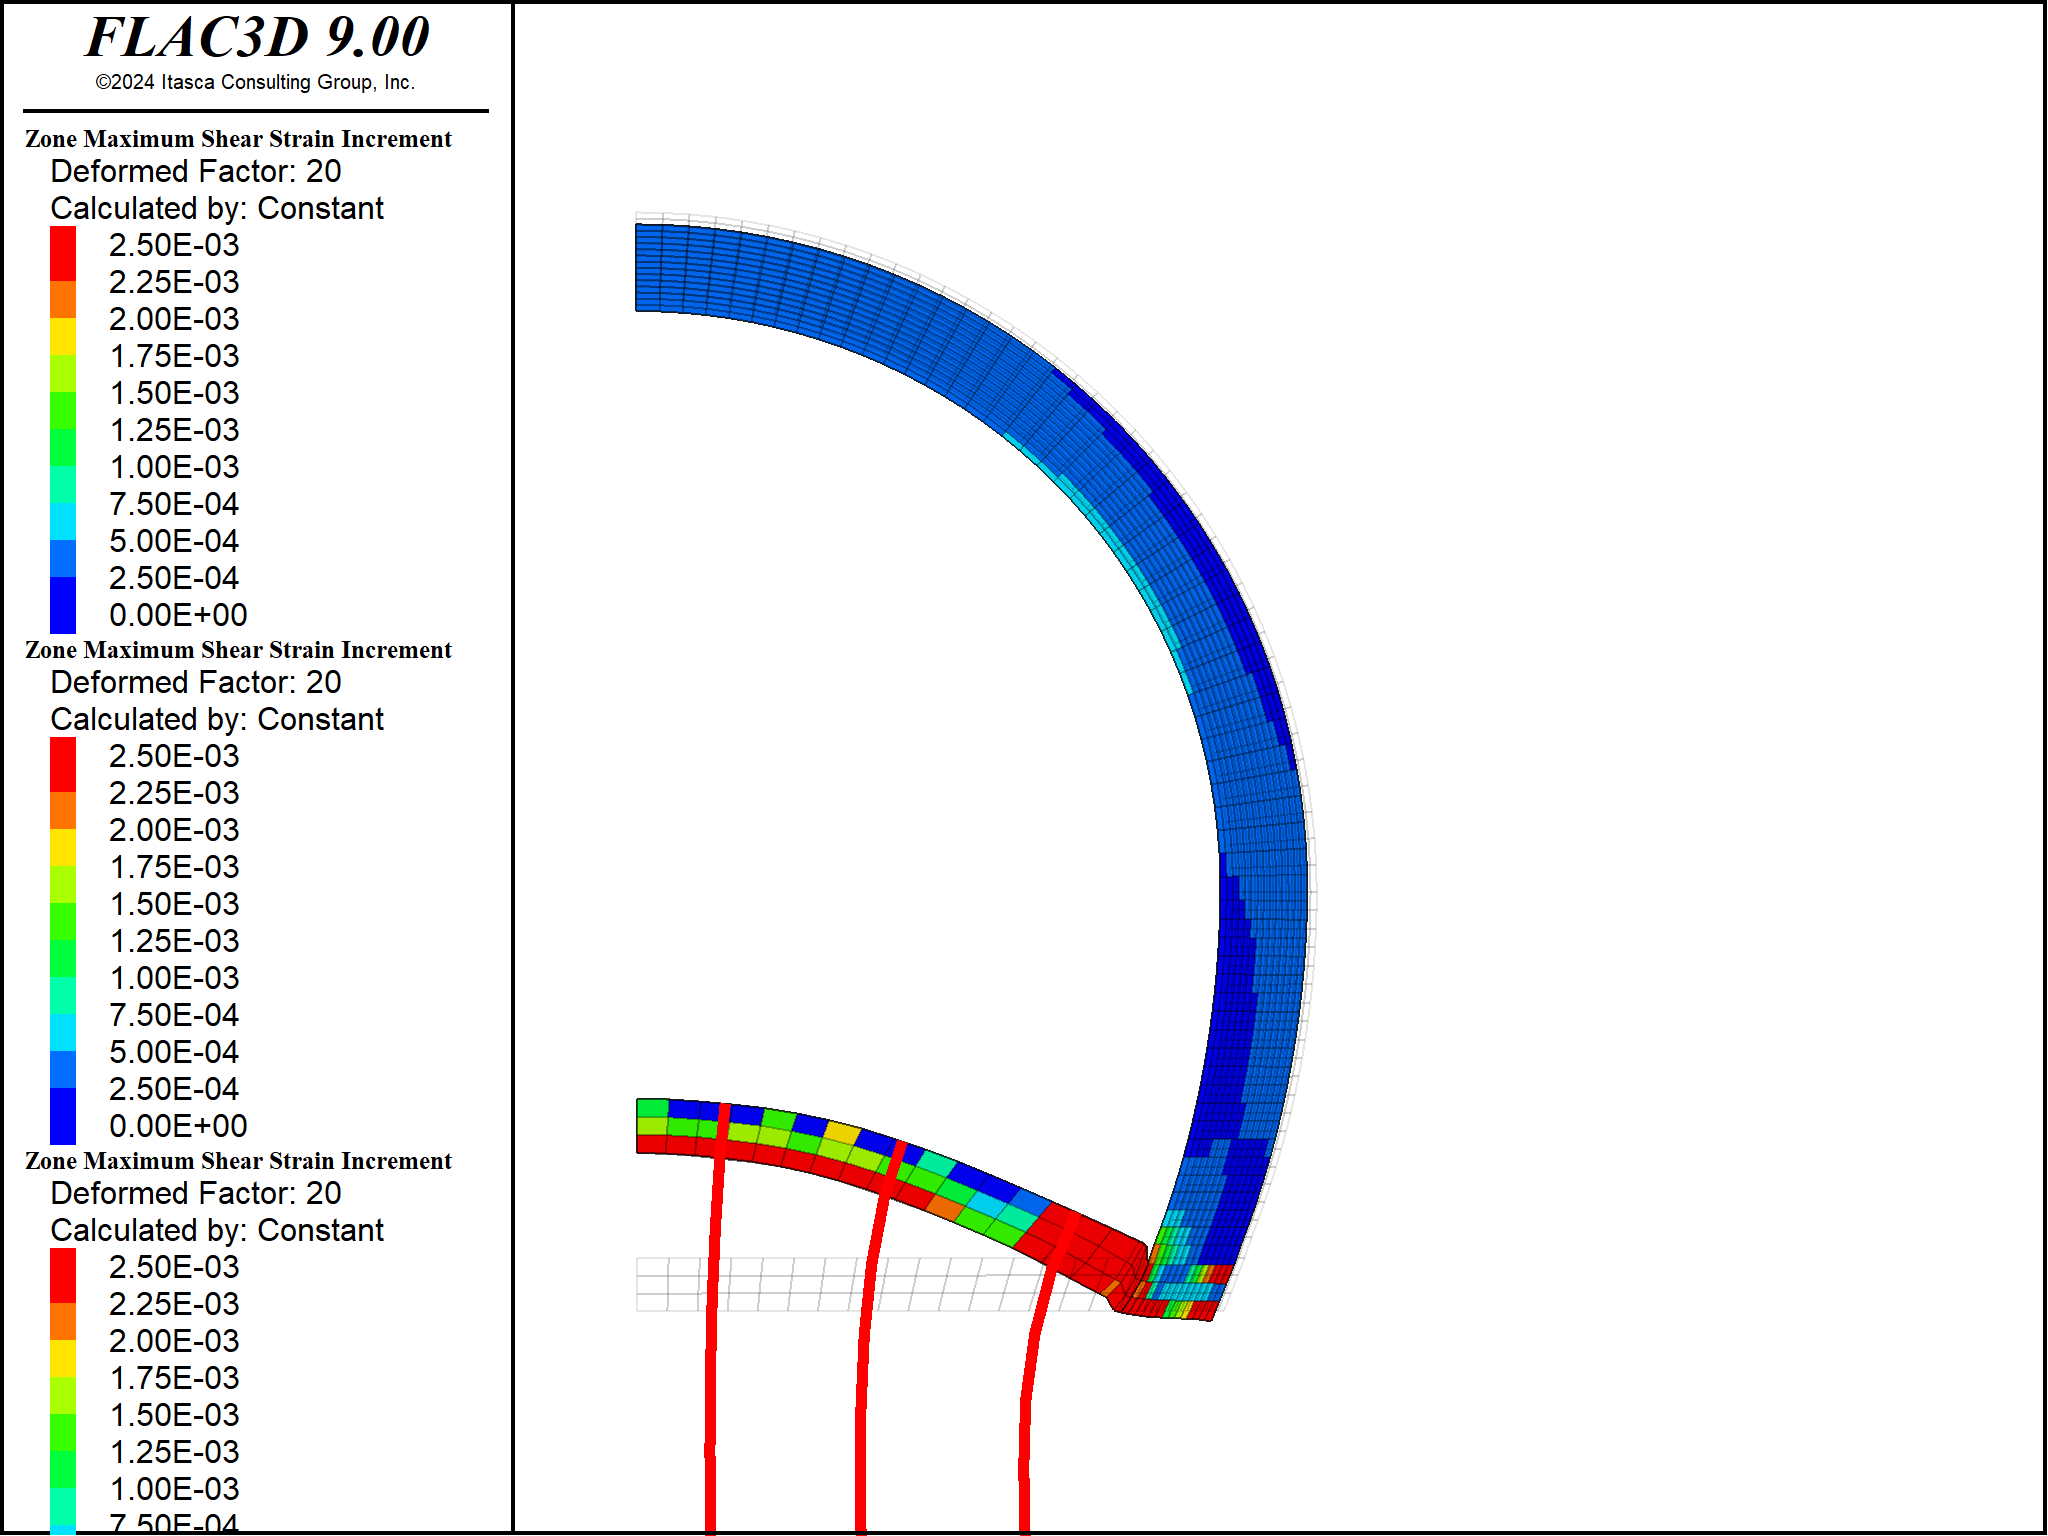 FLAC3D 9.00
©2024 Itasca Consulting Group, Inc.
Zone Maximum Shear Strain Increment
Deformed Factor: 20
Calculated by: Constant
2.50E-03
2.25E-03
2.00E-03
1.75E-03
1.50E-03
1.25E-03
1.00E-03
7.50E-04
5.00E-04
2.50E-04
0.00E+00
Zone Maximum Shear Strain Increment
Deformed Factor: 20
Calculated by: Constant
2.50E-03
2.25E-03
2.00E-03
1.75E-03
1.50E-03
1.25E-03
1.00E-03
7.50E-04
5.00E-04
2.50E-04
0.00E+00
Zone Maximum Shear Strain Increment
Deformed Factor: 20
Calculated by: Constant
2.50E-03
2.25E-03
2.00E-03
1.75E-03
1.50E-03
1.25E-03
1.00E-03
7.50E-04